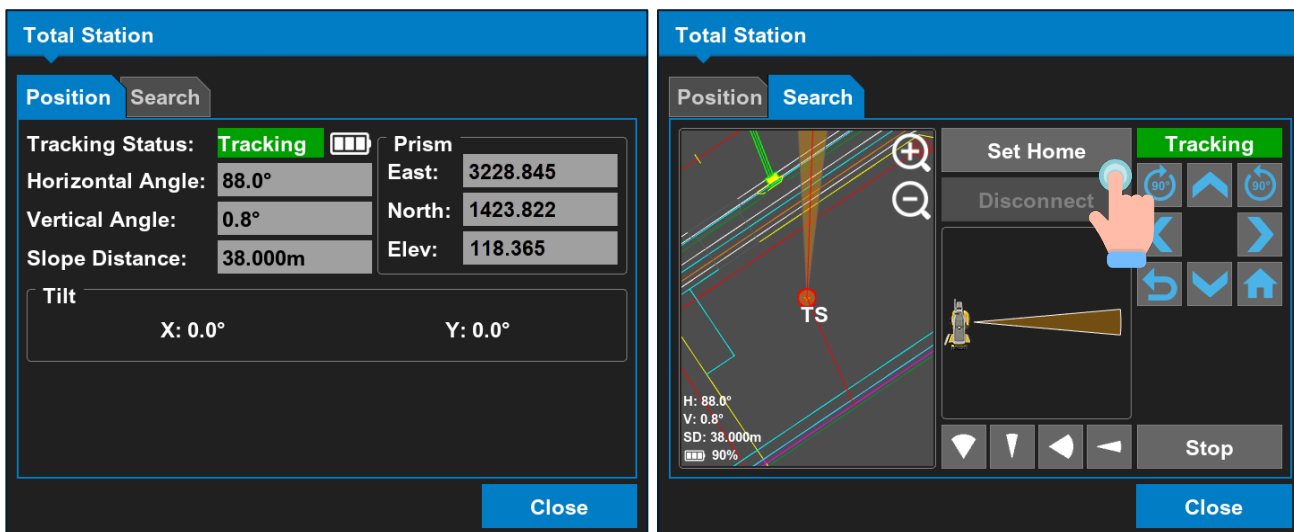 Total Station
Position Search
Tracking Status: Tracking
Horizontal Angle: 88.0°
Vertical Angle: 0.8°
Slope Distance: 38.000m
Prism
East: 3228.845
North: 1423.822
Elev: 118.365
Tilt
X: 0.0° Y: 0.0°
Close
Total Station
Position Search
TS
H: 88.0°
V: 0.8°
SD: 38.000m
90%
Set Home
Disconnect
Tracking
90° 90°
Stop
Close